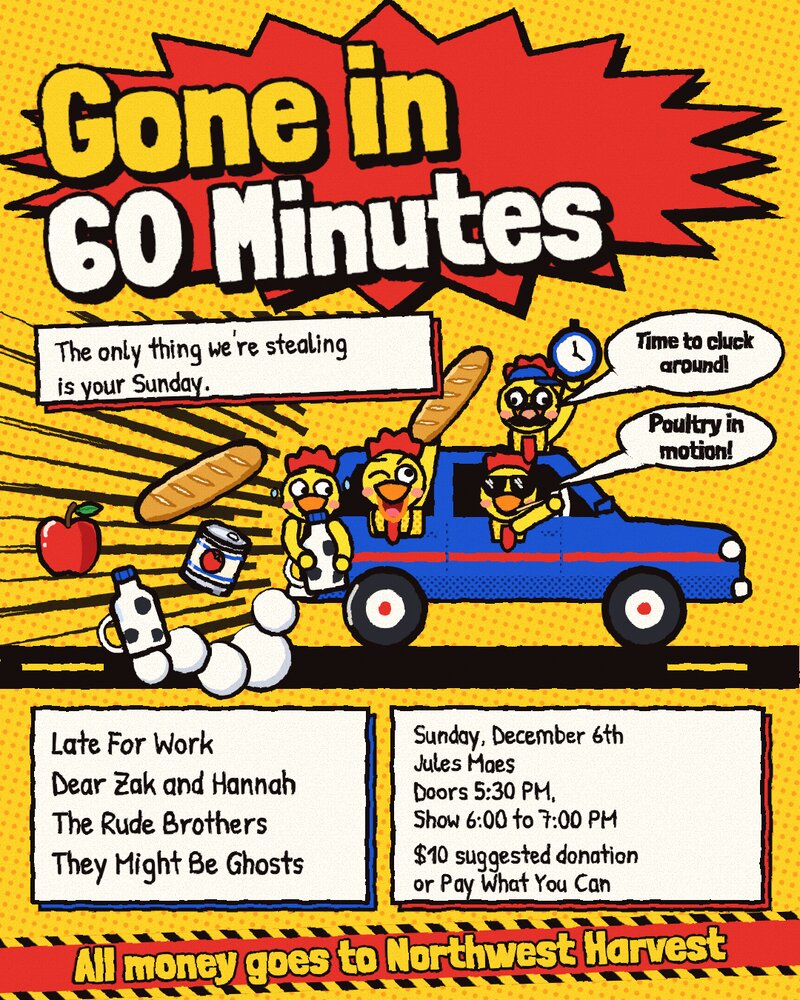 Gone in
60 Minutes
The only thing we're stealing
is your Sunday.
Time to cluck
around!
Poultry in
motion!
Late For Work
Dear Zak and Hannah
The Rude Brothers
They Might Be Ghosts
Sunday, December 6th
Jules Maes
Doors 5:30 PM,
Show 6:00 to 7:00 PM
$10 suggested donation
or Pay What You Can
All money goes to Northwest Harvest